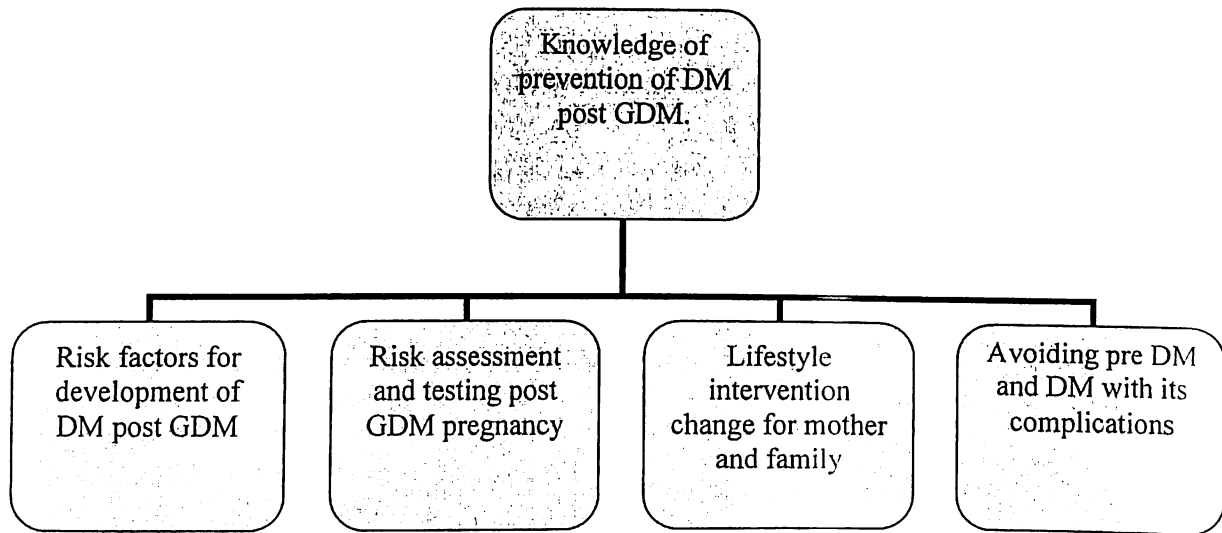 Knowledge of
prevention of DM
post GDM.
Risk factors for
development of
DM post GDM
Risk assessment
and testing post
GDM pregnancy
Lifestyle
intervention
change for mother
and family
Avoiding pre DM
and DM with its
complications